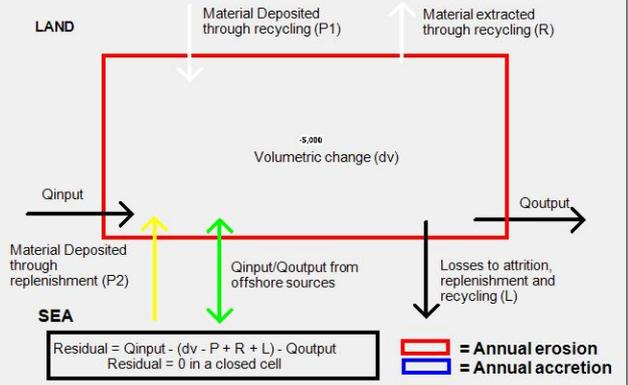 LAND
Material Deposited
through recycling (P1)
Material extracted
through recycling (R)
-5,000
Volumetric change (dv)
Qinput
Qoutput
Material Deposited
through
replenishment (P2)
Qinput/Qoutput from
offshore sources
Losses to attrition,
replenishment and
recycling (L)
SEA
Residual = Qinput - (dv - P + R + L) - Qoutput
Residual = 0 in a closed cell
= Annual erosion
= Annual accretion